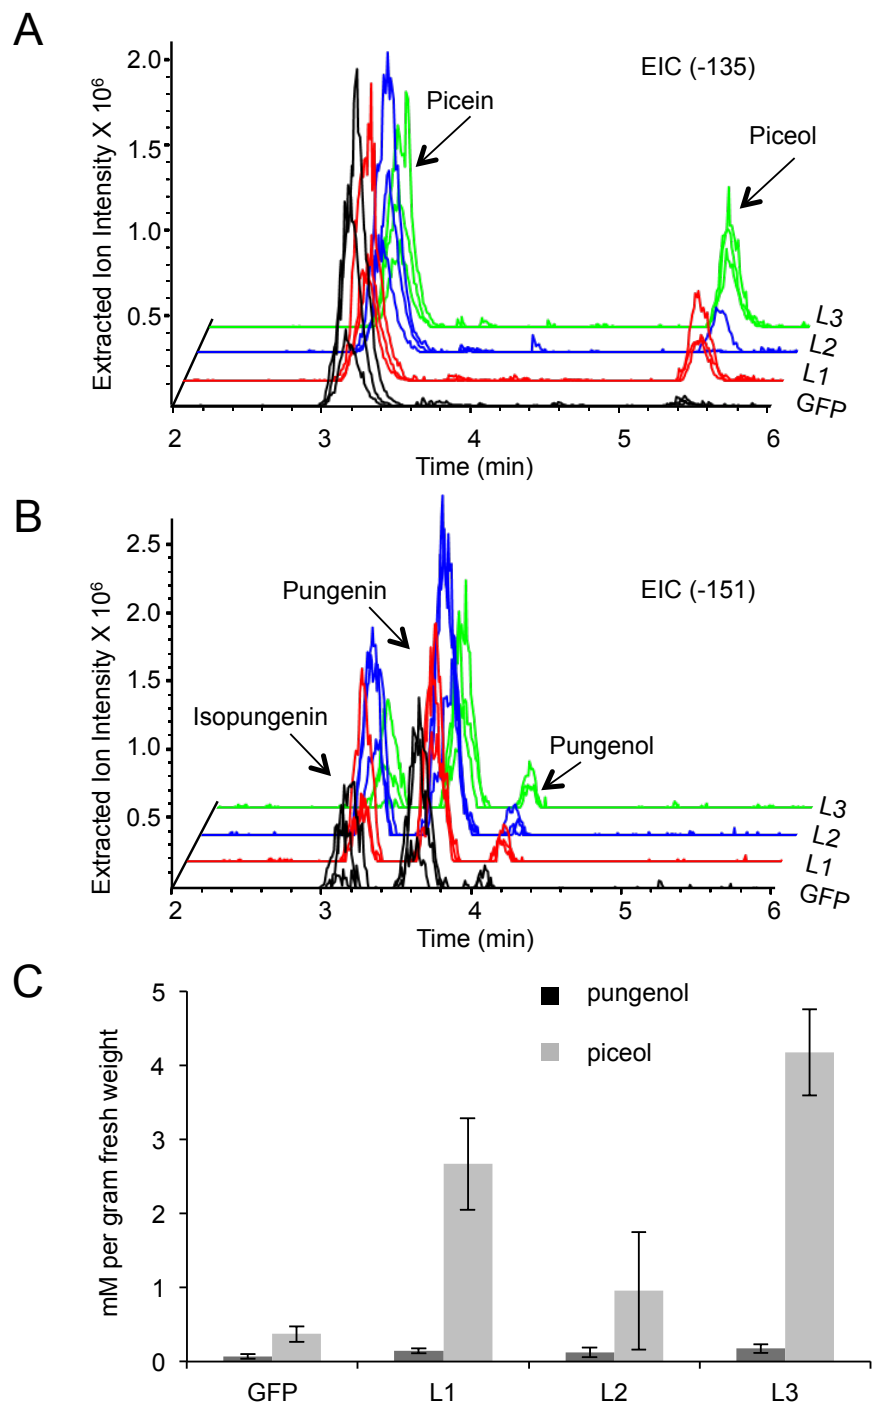 A
EIC (-135)
Extracted Ion Intensity X 10⁶
2.0
1.5
1.0
0.5
Picein
Piceol
L3
L2
L1
GFP
2 3 4 5 6
Time (min)
B
EIC (-151)
Extracted Ion Intensity X 10⁶
2.5
2.0
1.5
1.0
0.5
Pungenin
Isopungenin
Pungenol
L3
L2
L1
GFP
2 3 4 5 6
Time (min)
C
mM per gram fresh weight
5
4
3
2
1
0
pungenol
piceol
GFP L1 L2 L3